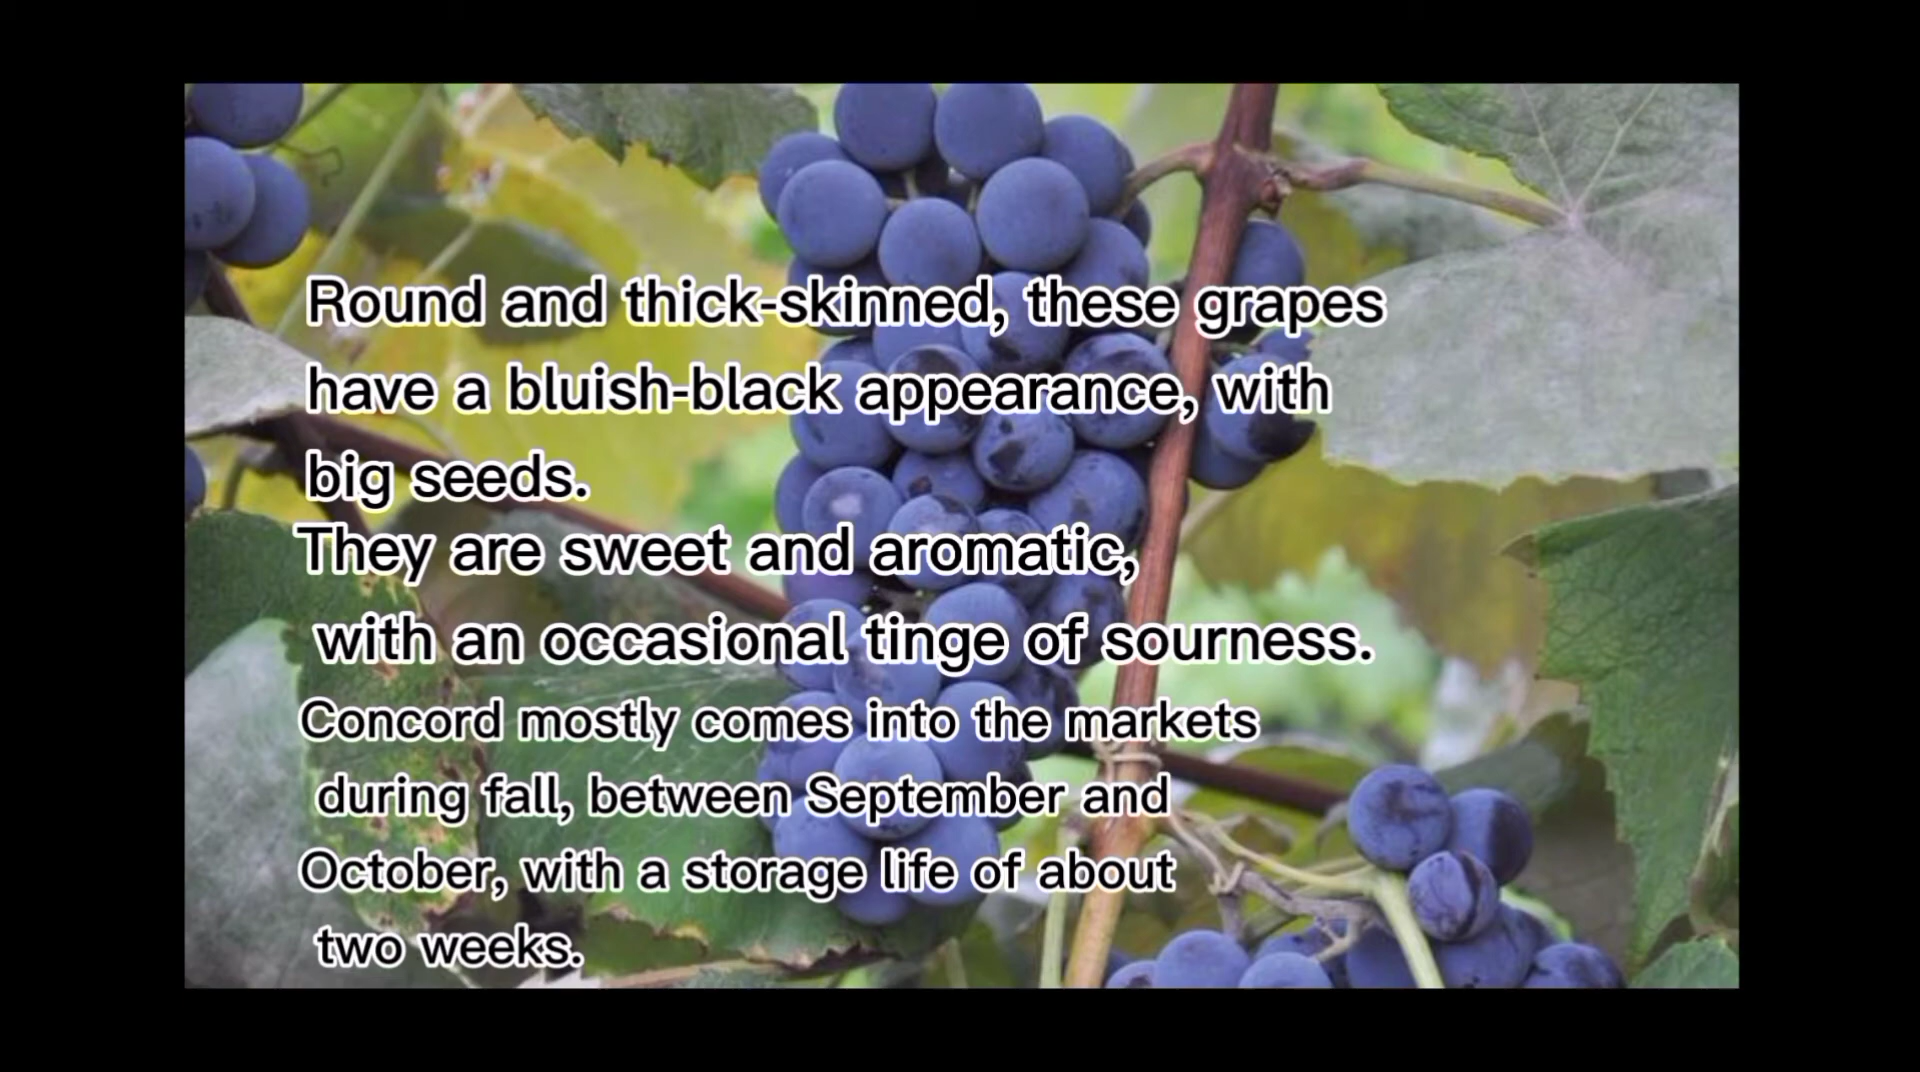 Round and thick-skinned, these grapes
have a bluish-black appearance, with
big seeds.
They are sweet and aromatic,
with an occasional tinge of sourness.
Concord mostly comes into the markets
during fall, between September and
October, with a storage life of about
two weeks.